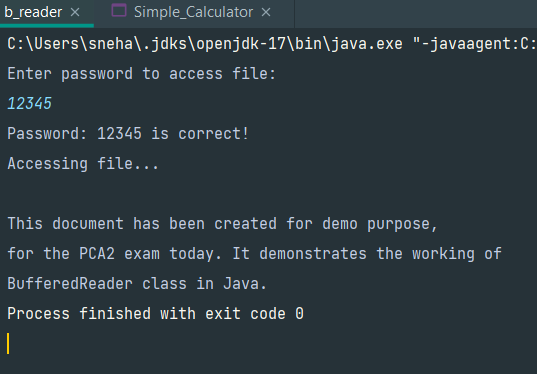 b_reader × Simple_Calculator ×
C:\Users\sneha\.jdks\openjdk-17\bin\java.exe "-javaagent:C:
Enter password to access file:
12345
Password: 12345 is correct!
Accessing file...
This document has been created for demo purpose,
for the PCA2 exam today. It demonstrates the working of
BufferedReader class in Java.
Process finished with exit code 0